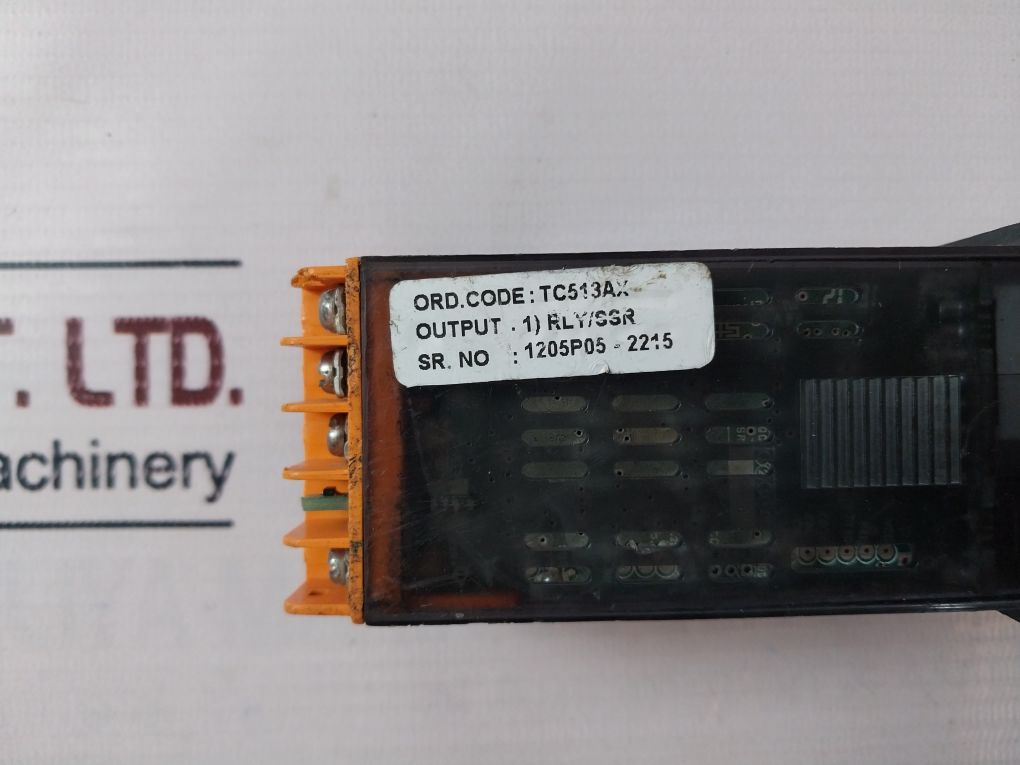 ORD.CODE: TC513AX
OUTPUT : 1) RLY/SSR
SR. NO : 1205P05 - 2215
T. LTD.
achinery